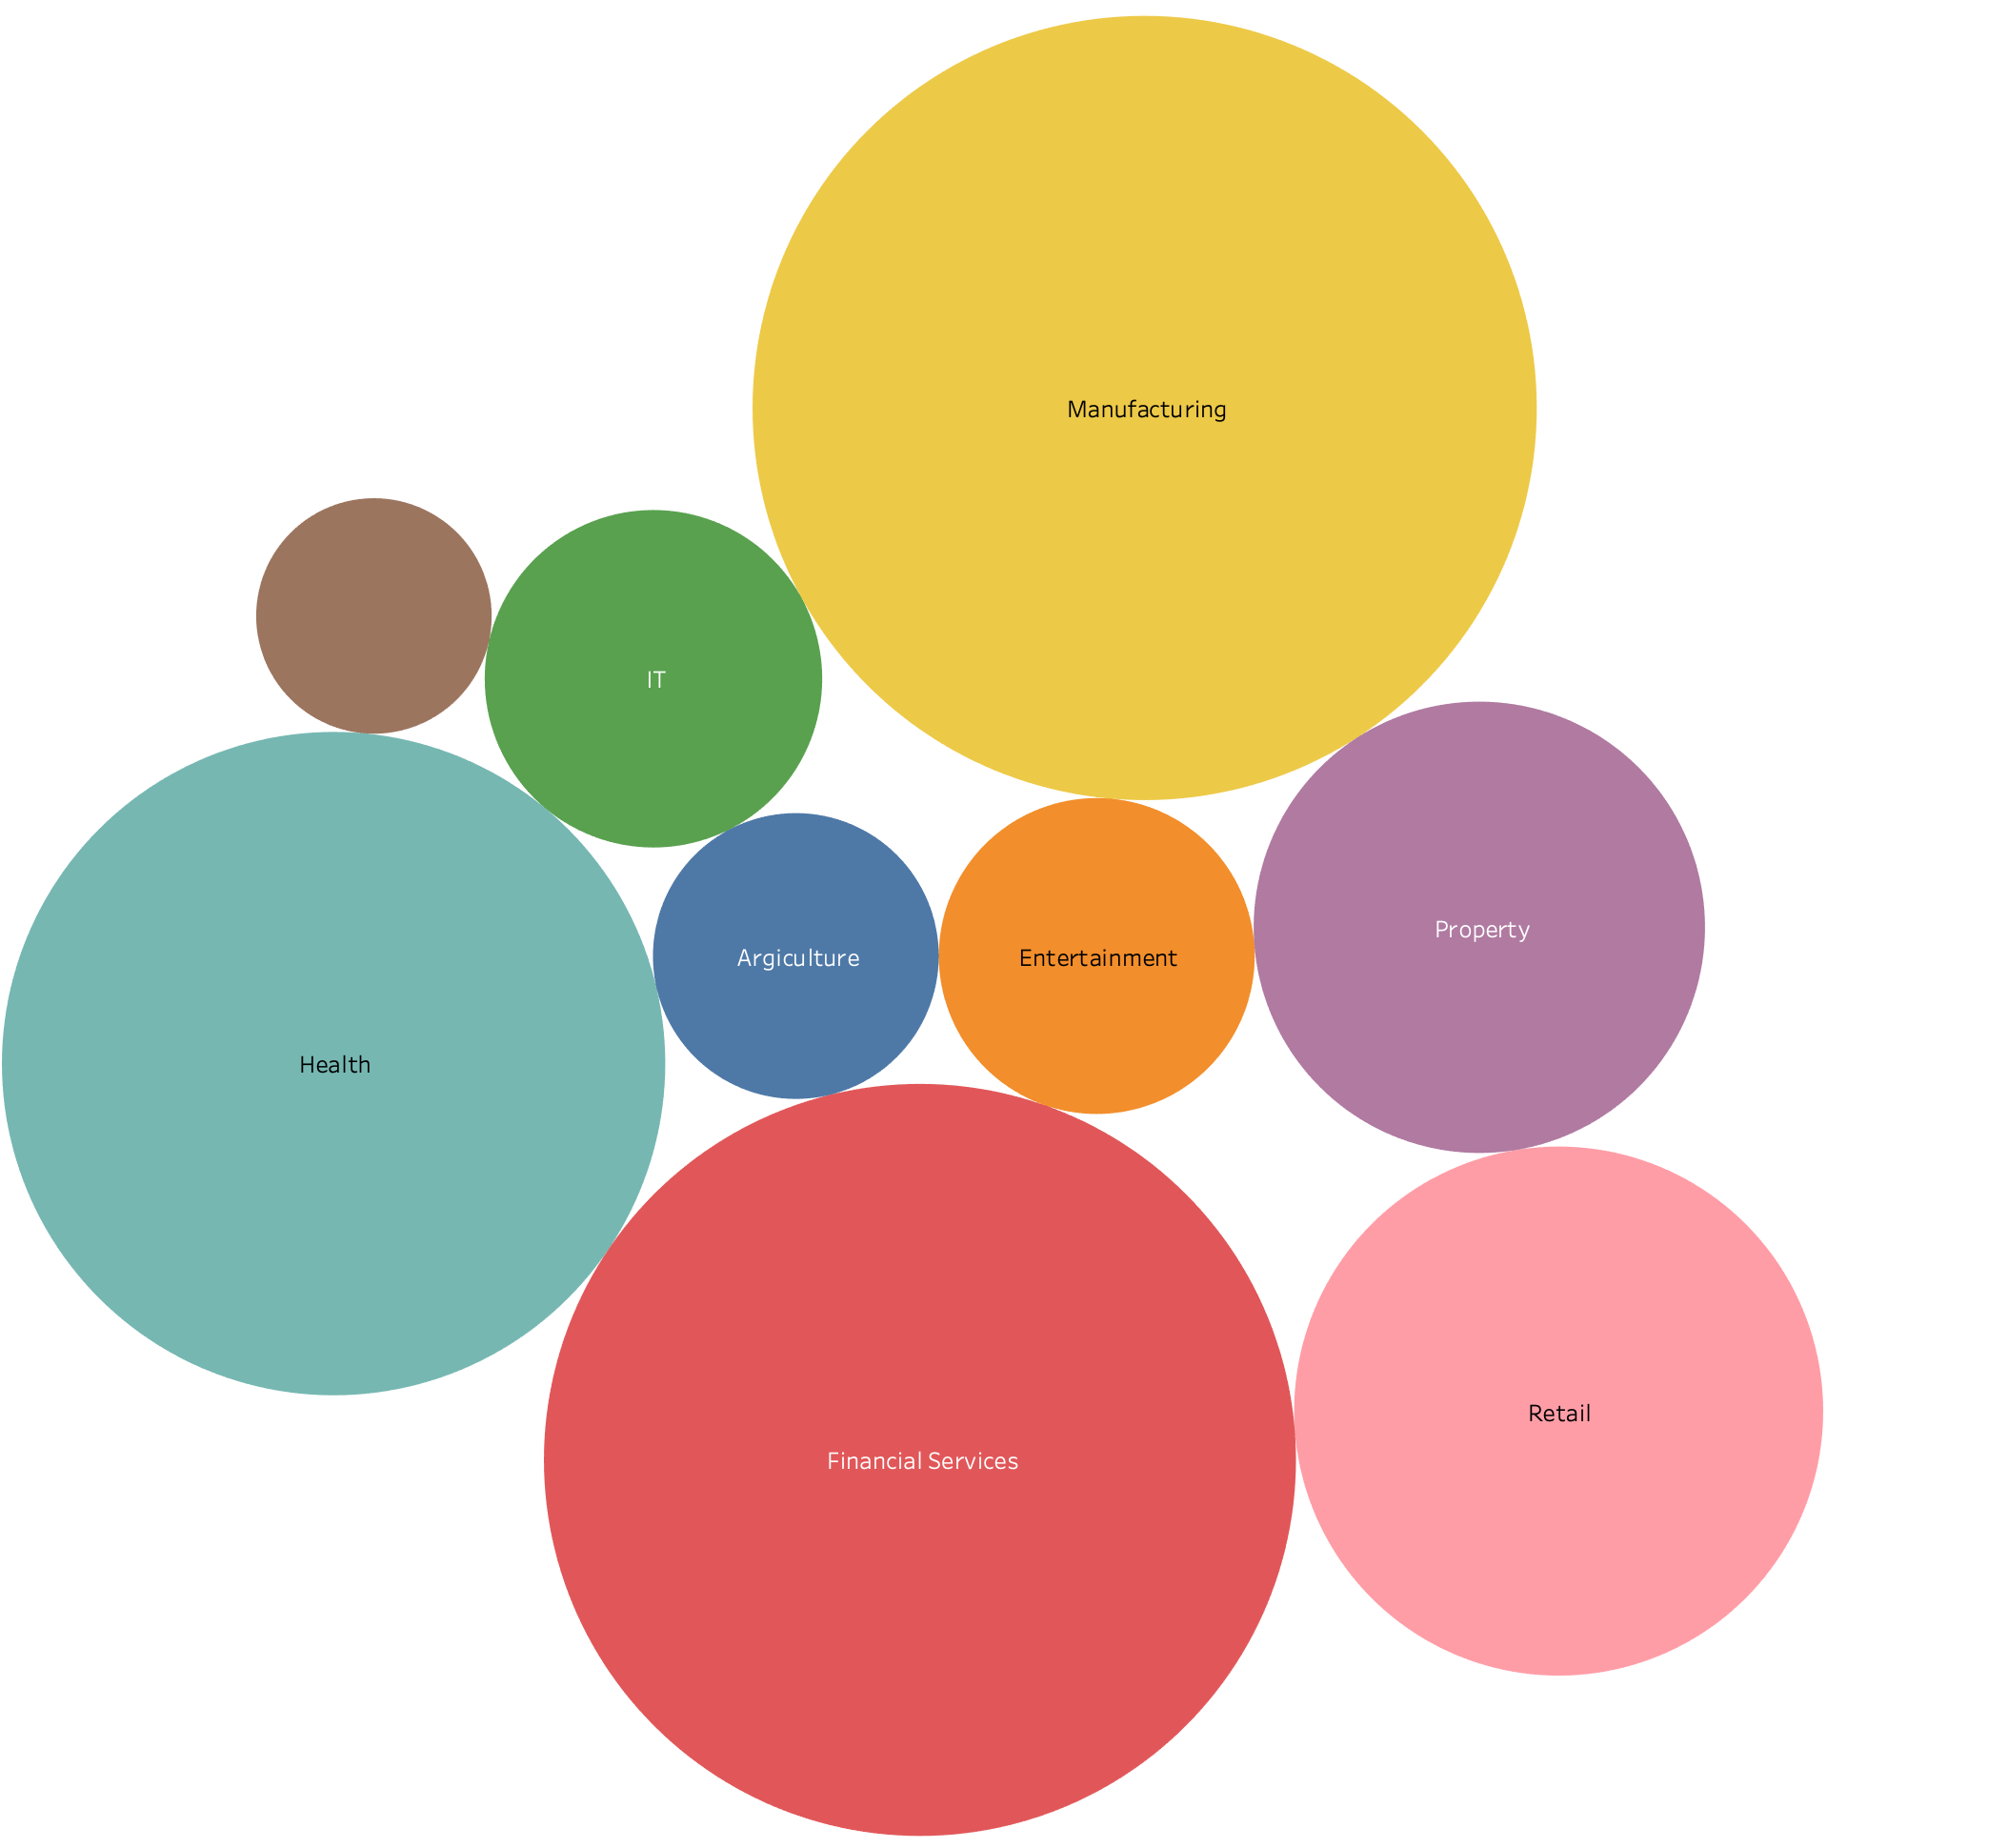 Manufacturing
IT
Property
Argiculture
Entertainment
Health
Retail
Financial Services